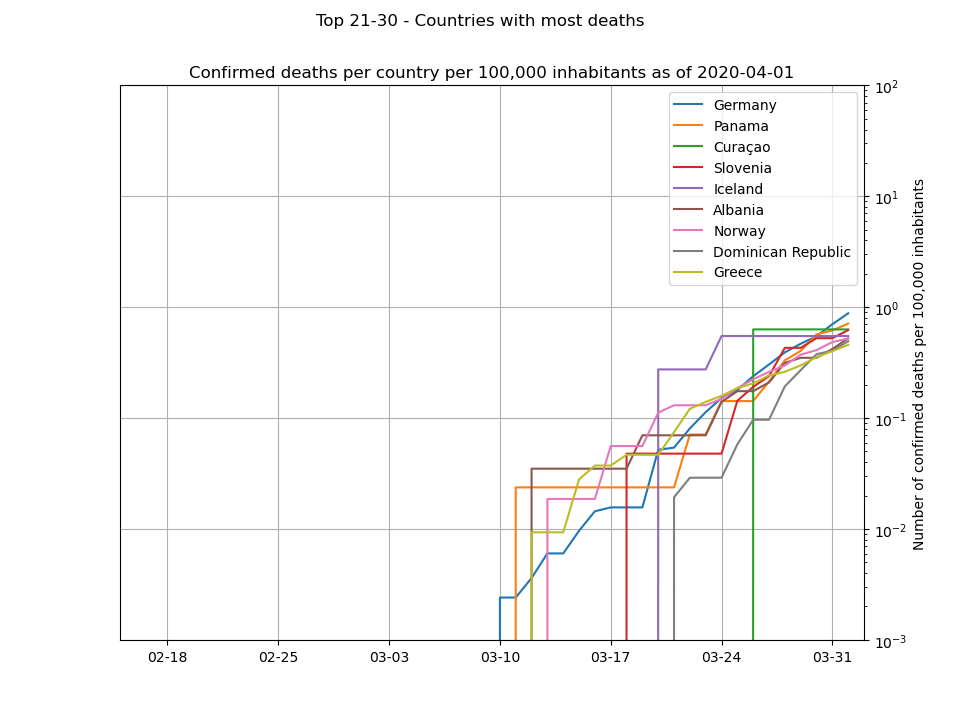 Top 21-30 - Countries with most deaths
Confirmed deaths per country per 100,000 inhabitants as of 2020-04-01
Germany
Panama
Curaçao
Slovenia
Iceland
Albania
Norway
Dominican Republic
Greece
10²
10¹
10⁰
10⁻¹
10⁻²
10⁻³
Number of confirmed deaths per 100,000 inhabitants
02-18 02-25 03-03 03-10 03-17 03-24 03-31